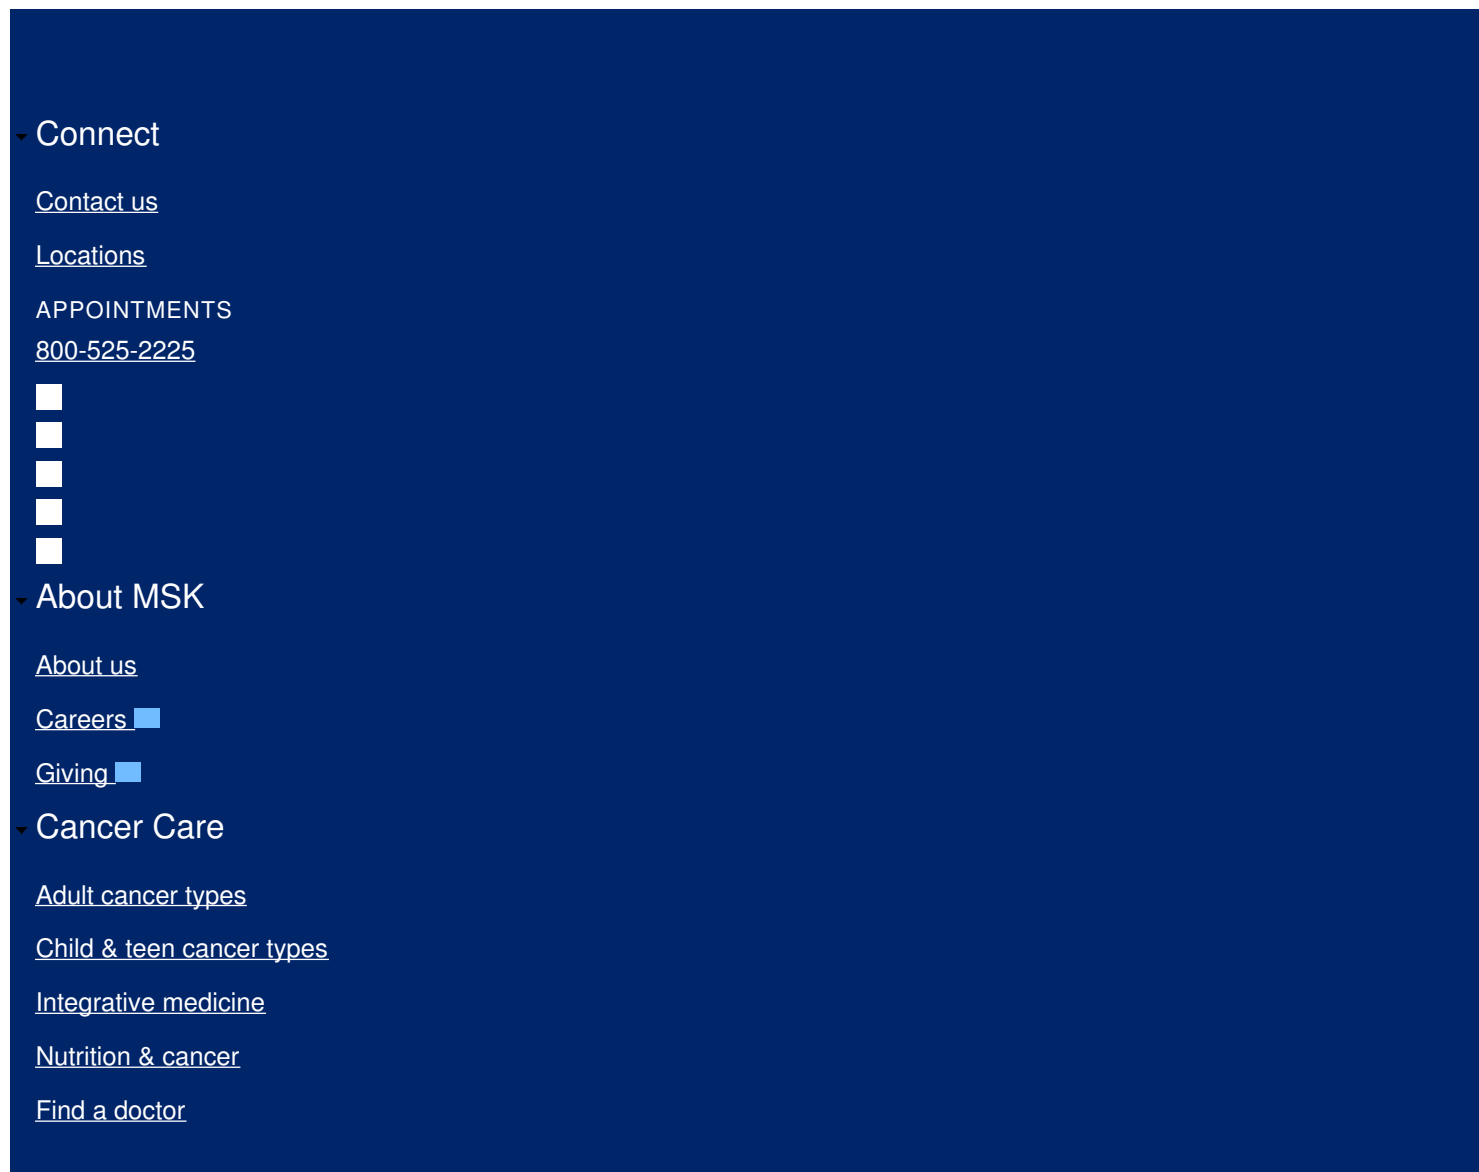 Connect
Contact us
Locations
APPOINTMENTS
800-525-2225
About MSK
About us
Careers
Giving
Cancer Care
Adult cancer types
Child & teen cancer types
Integrative medicine
Nutrition & cancer
Find a doctor